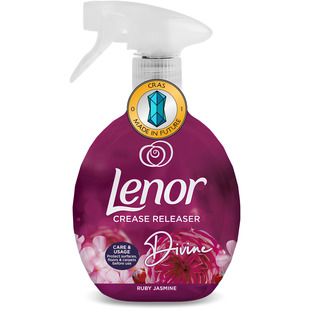 CRAS
MADE IN FUTURE
Lenor
CREASE RELEASER
Divine
CARE &
USAGE
Protect surfaces,
floors & carpets
before use
RUBY JASMINE